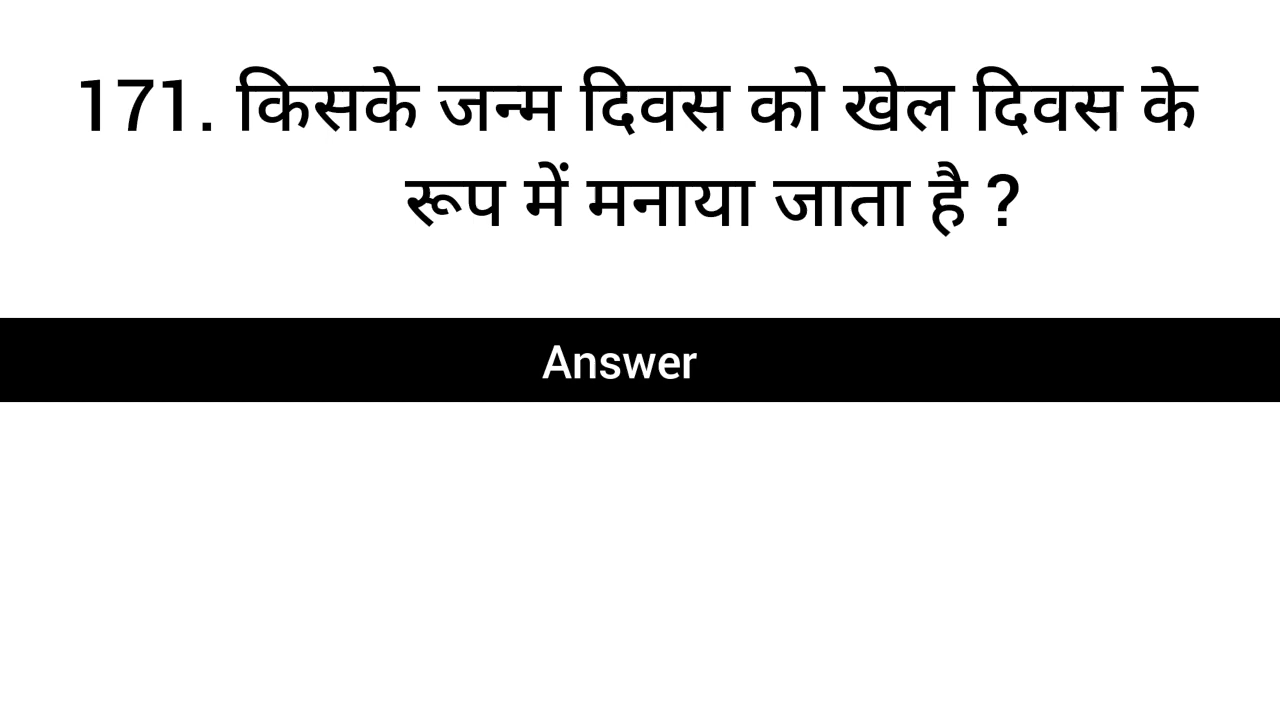 171. किसके जन्म दिवस को खेल दिवस के
रूप में मनाया जाता है ?
Answer